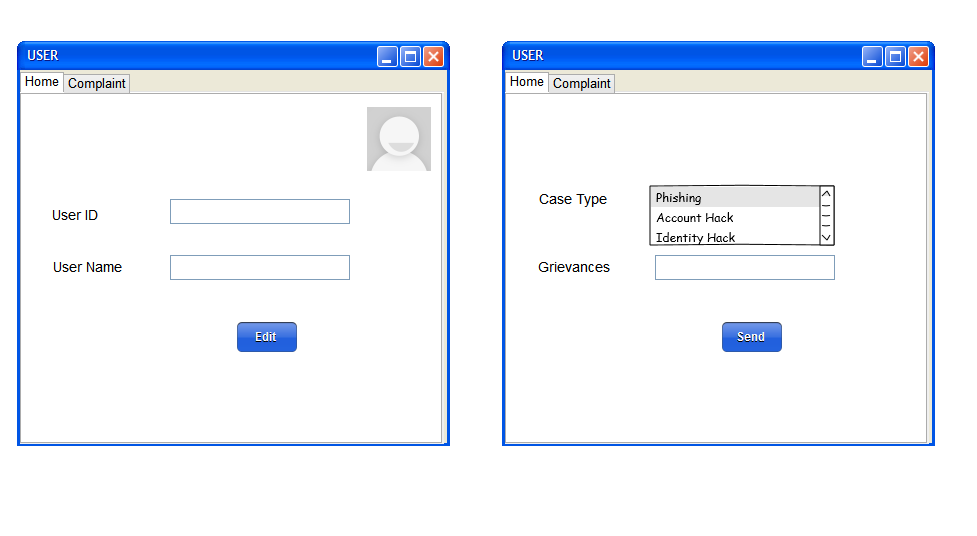 USER
Home Complaint
User ID
User Name
Edit
USER
Home Complaint
Case Type
Phishing
Account Hack
Identity Hack
Grievances
Send